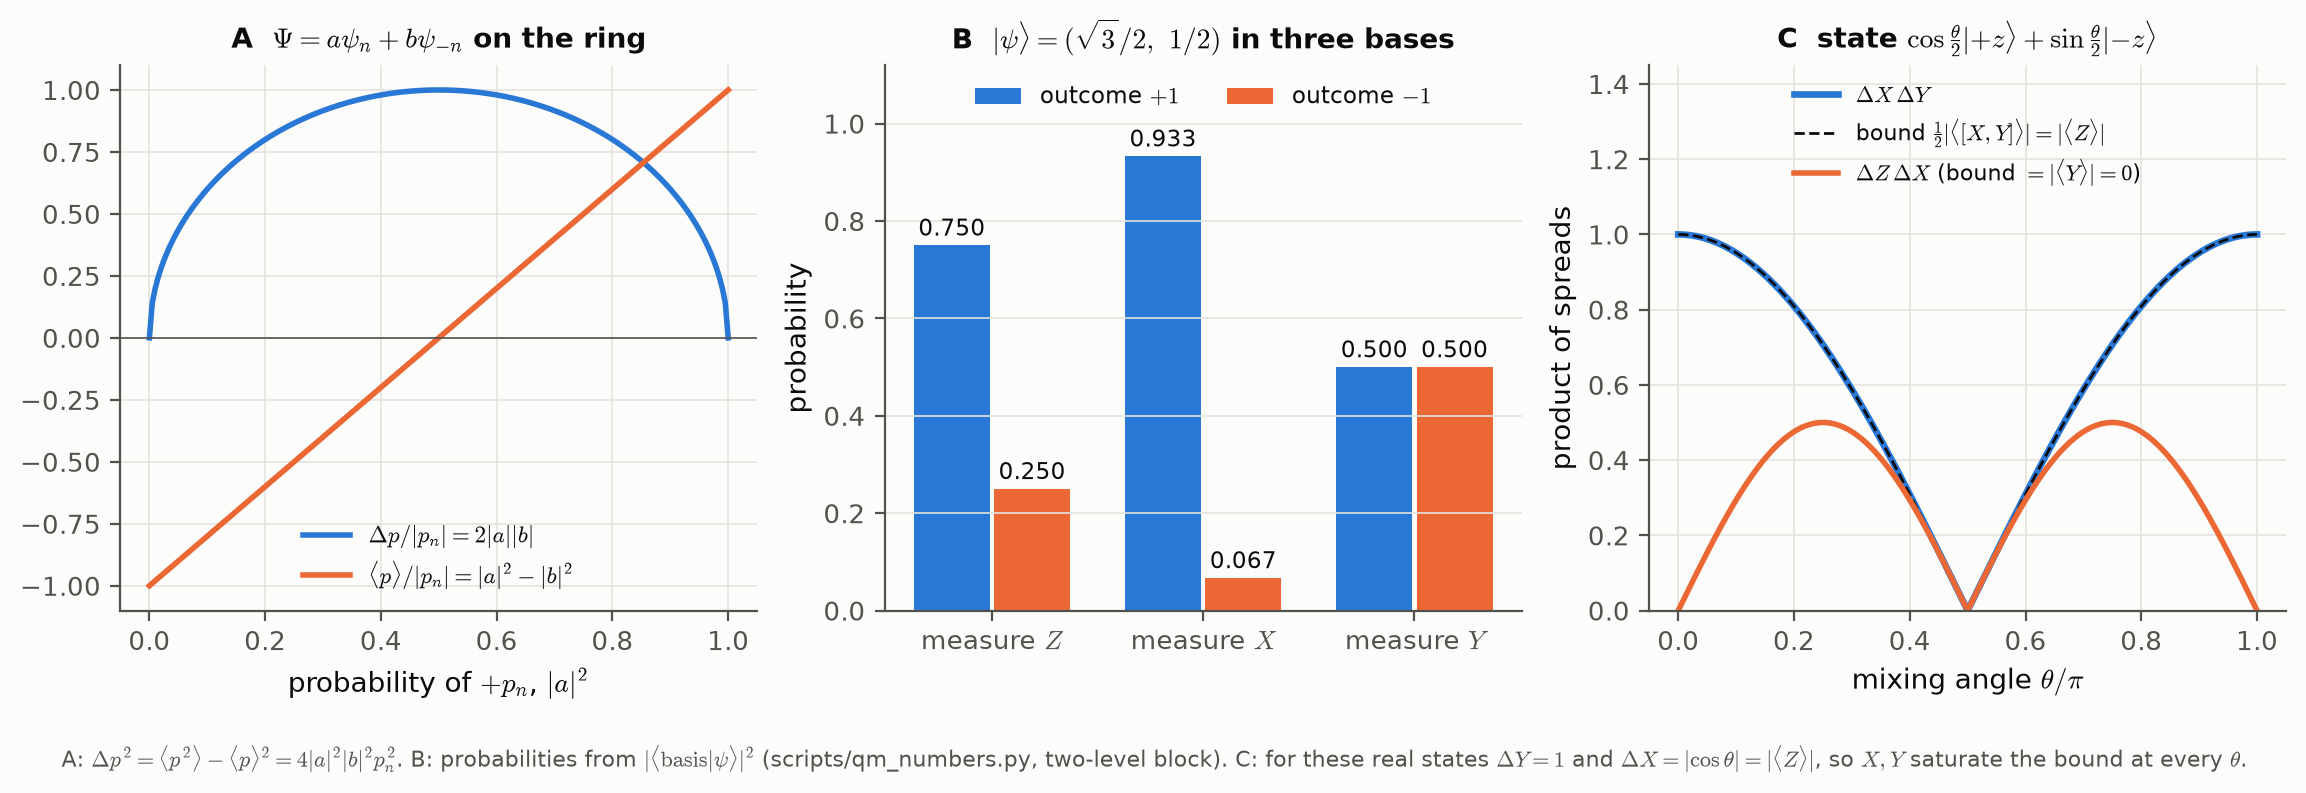 A Ψ = aψₙ + bψ₋ₙ on the ring
1.00
0.75
0.50
0.25
0.00
−0.25
−0.50
−0.75
−1.00
Δp/|pₙ| = 2|a||b|
⟨p⟩/|pₙ| = |a|² − |b|²
0.0 0.2 0.4 0.6 0.8 1.0
probability of +pₙ, |a|²
B |ψ⟩ = (√3/2, 1/2) in three bases
outcome +1 outcome −1
probability
1.0
0.8
0.6
0.4
0.2
0.0
0.750 0.250 0.933 0.067 0.500 0.500
measure Z measure X measure Y
C state cos θ/2 |+z⟩ + sin θ/2 |−z⟩
ΔX ΔY
bound ½|⟨[X, Y]⟩| = |⟨Z⟩|
ΔZ ΔX (bound = |⟨Y⟩| = 0)
product of spreads
1.4
1.2
1.0
0.8
0.6
0.4
0.2
0.0
0.0 0.2 0.4 0.6 0.8 1.0
mixing angle θ/π
A: Δp² = ⟨p²⟩ − ⟨p⟩² = 4|a|²|b|²pₙ². B: probabilities from |⟨basis|ψ⟩|² (scripts/qm_numbers.py, two-level block). C: for these real states ΔY = 1 and ΔX = |cos θ| = |⟨Z⟩|, so X, Y saturate the bound at every θ.